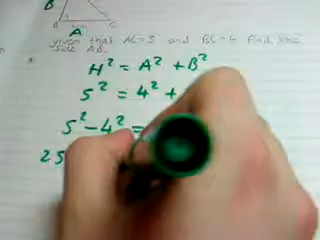 B
A
C
A
given that AC=5 and BC=4 find the
side AB.
H² = A² + B²
5² = 4² +
5² - 4² =
25